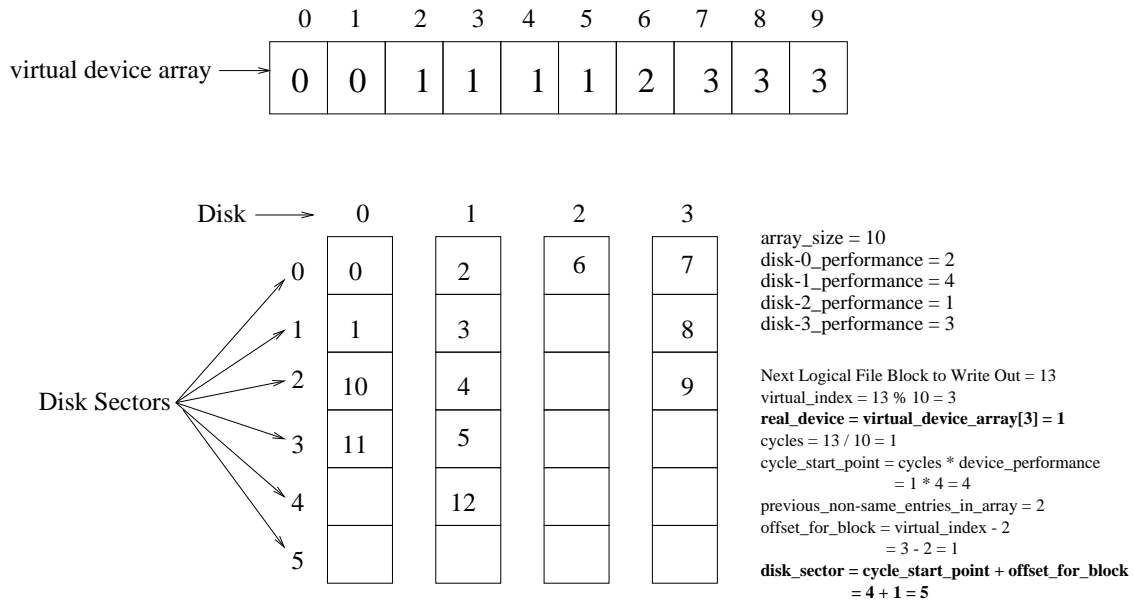 0 1 2 3 4 5 6 7 8 9
virtual device array
0 0 1 1 1 1 2 3 3 3
Disk 0 1 2 3
0 0 2 6 7
1 1 3 8
2 10 4 9
Disk Sectors
3 11 5
4 12
5
array_size = 10
disk-0_performance = 2
disk-1_performance = 4
disk-2_performance = 1
disk-3_performance = 3
Next Logical File Block to Write Out = 13
virtual_index = 13 % 10 = 3
real_device = virtual_device_array[3] = 1
cycles = 13 / 10 = 1
cycle_start_point = cycles * device_performance
= 1 * 4 = 4
previous_non-same_entries_in_array = 2
offset_for_block = virtual_index - 2
= 3 - 2 = 1
disk_sector = cycle_start_point + offset_for_block
= 4 + 1 = 5